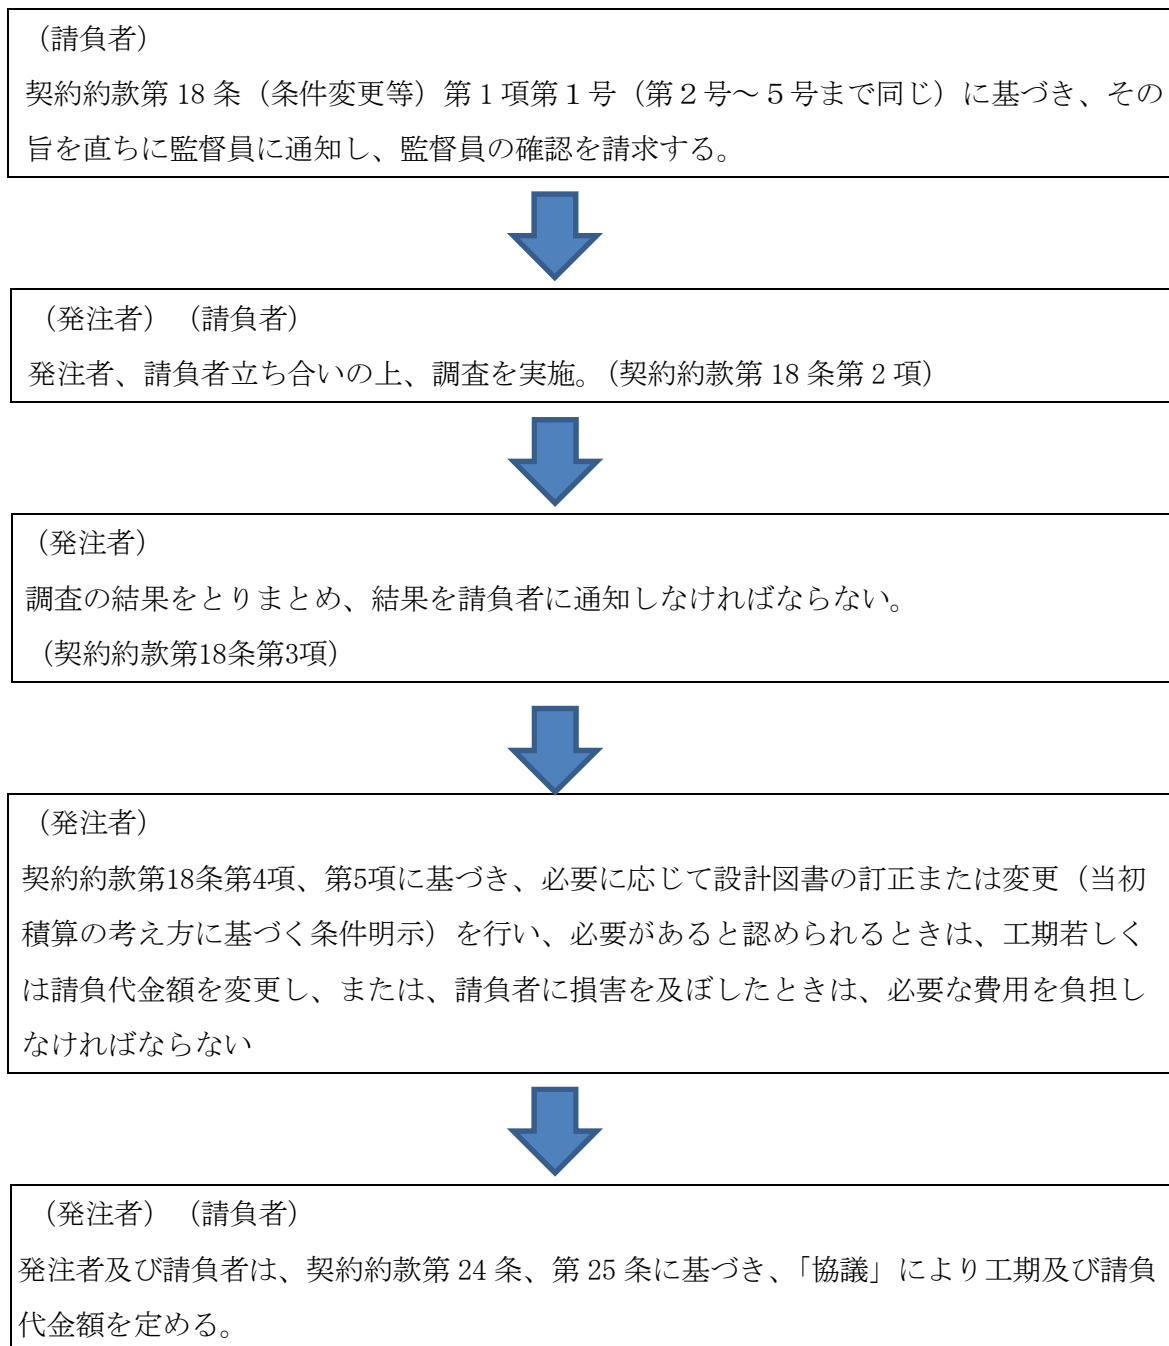 （請負者）
契約約款第 18 条（条件変更等）第１項第１号（第２号～５号まで同じ）に基づき、その
旨を直ちに監督員に通知し、監督員の確認を請求する。
（発注者）（請負者）
発注者、請負者立ち合いの上、調査を実施。（契約約款第 18 条第２項）
（発注者）
調査の結果をとりまとめ、結果を請負者に通知しなければならない。
（契約約款第18条第3項）
（発注者）
契約約款第18条第4項、第5項に基づき、必要に応じて設計図書の訂正または変更（当初
積算の考え方に基づく条件明示）を行い、必要があると認められるときは、工期若しく
は請負代金額を変更し、または、請負者に損害を及ぼしたときは、必要な費用を負担し
なければならない
（発注者）（請負者）
発注者及び請負者は、契約約款第 24 条、第 25 条に基づき、「協議」により工期及び請負
代金額を定める。